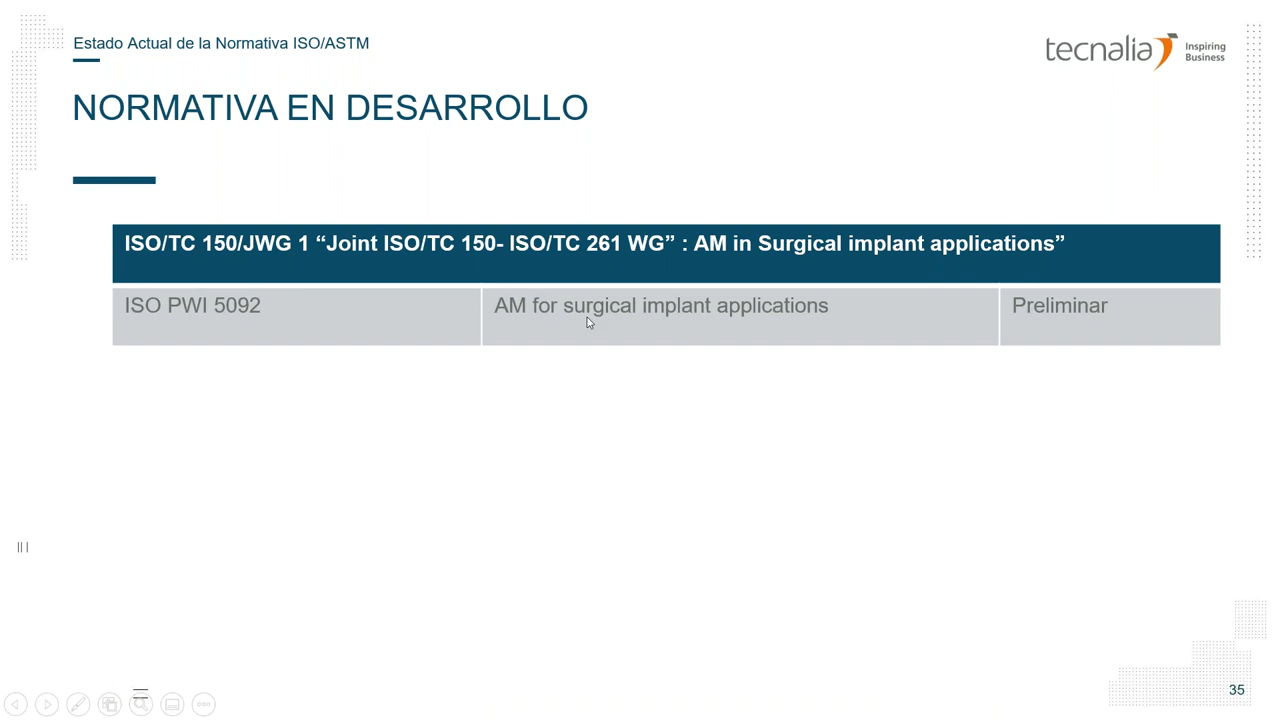 Estado Actual de la Normativa ISO/ASTM
tecnalia Inspiring
Business
NORMATIVA EN DESARROLLO
ISO/TC 150/JWG 1 “Joint ISO/TC 150- ISO/TC 261 WG” : AM in Surgical implant applications”
ISO PWI 5092 AM for surgical implant applications Preliminar
35